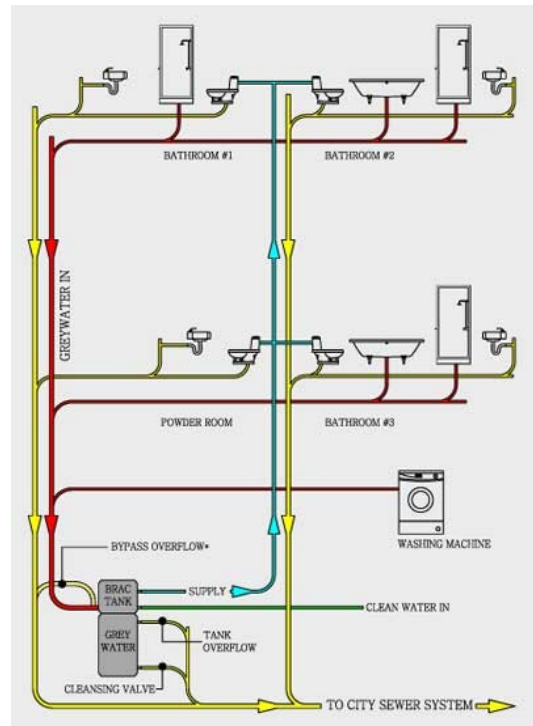 BATHROOM #1
BATHROOM #2
GREYWATER IN
POWDER ROOM
BATHROOM #3
WASHING MACHINE
BYPASS OVERFLOW*
BRAC
TANK
SUPPLY
CLEAN WATER IN
GREY
WATER
TANK
OVERFLOW
CLEANSING VALVE
TO CITY SEWER SYSTEM